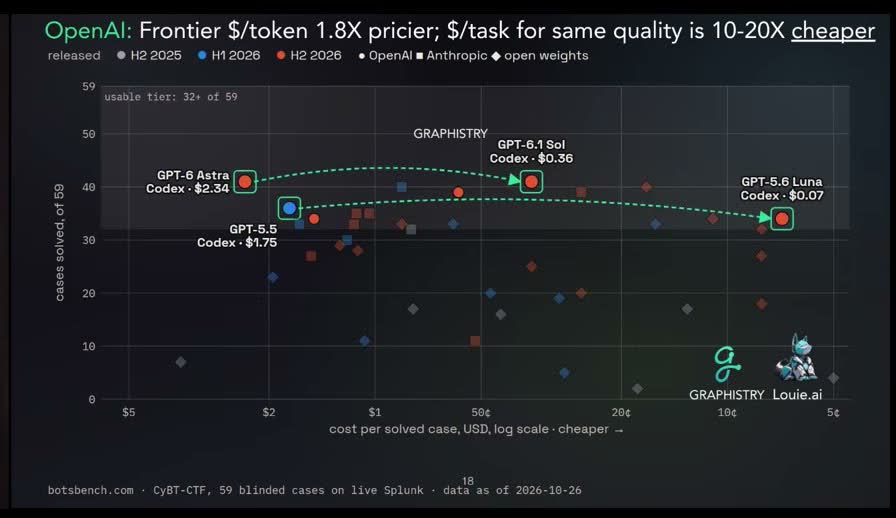 OpenAI: Frontier $/token 1.8X pricier; $/task for same quality is 10-20X cheaper
released H2 2025 H1 2026 H2 2026 OpenAI Anthropic open weights
59
usable tier: 32+ of 59
50
GRAPHISTRY
GPT-6.1 Sol
Codex · $0.36
GPT-6 Astra
Codex · $2.34
GPT-5.6 Luna
Codex · $0.07
40
GPT-5.5
Codex · $1.75
30
cases solved, of 59
20
10
GRAPHISTRY Louie.ai
0
$5 $2 $1 50¢ 20¢ 10¢ 5¢
cost per solved case, USD, log scale · cheaper →
18
botsbench.com · CyBT-CTF, 59 blinded cases on live Splunk · data as of 2026-10-26